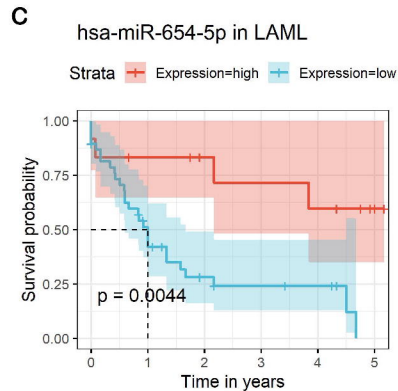 C
hsa-miR-654-5p in LAML
Strata Expression=high Expression=low
1.00
0.75
0.50
0.25
0.00
Survival probability
p = 0.0044
0 1 2 3 4 5
Time in years